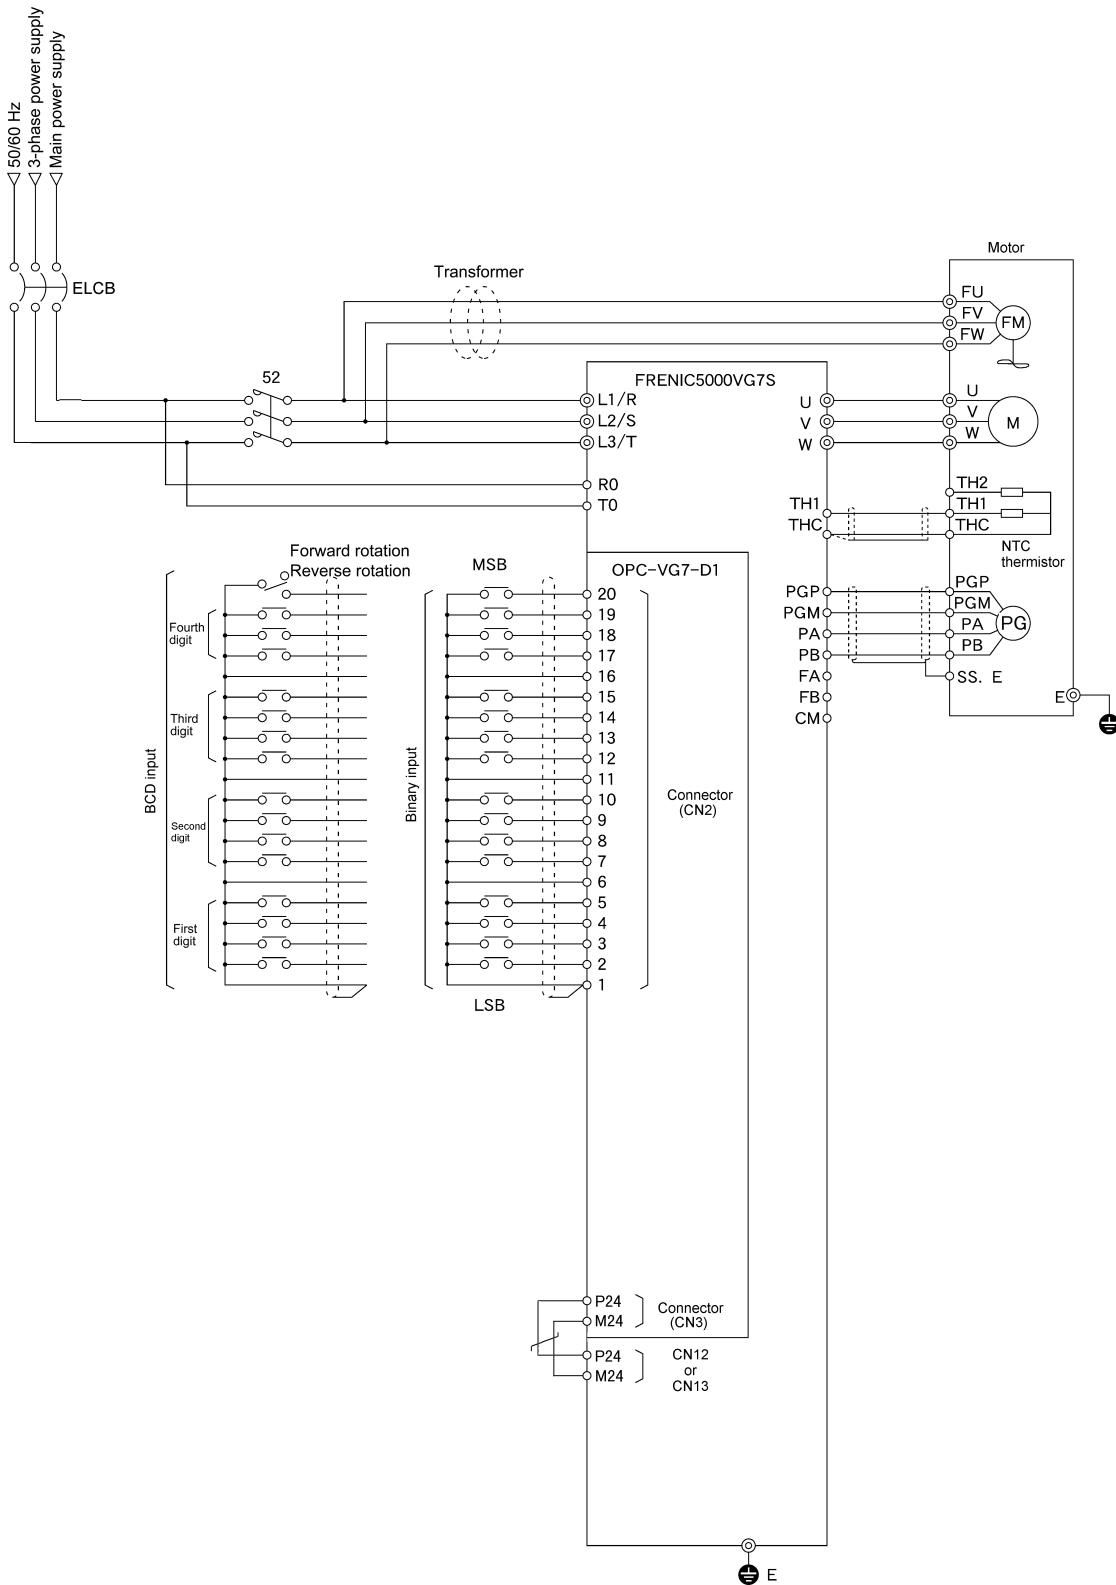 50/60 Hz
3-phase power supply
Main power supply
ELCB
Transformer
52
Motor
FU
FV
FW
FM
FRENIC5000VG7S
L1/R
L2/S
L3/T
R0
T0
U
V
W
U
V
W
M
TH1
THC
TH2
TH1
THC
NTC
thermistor
PGP
PGM
PA
PB
FA
FB
CM
PGP
PGM
PA
PB
PG
SS. E
E
Forward rotation
Reverse rotation
BCD input
Fourth
digit
Third
digit
Second
digit
First
digit
MSB
Binary input
LSB
OPC-VG7-D1
20
19
18
17
16
15
14
13
12
11
10
9
8
7
6
5
4
3
2
1
Connector
(CN2)
P24
M24
Connector
(CN3)
P24
M24
CN12
or
CN13
E